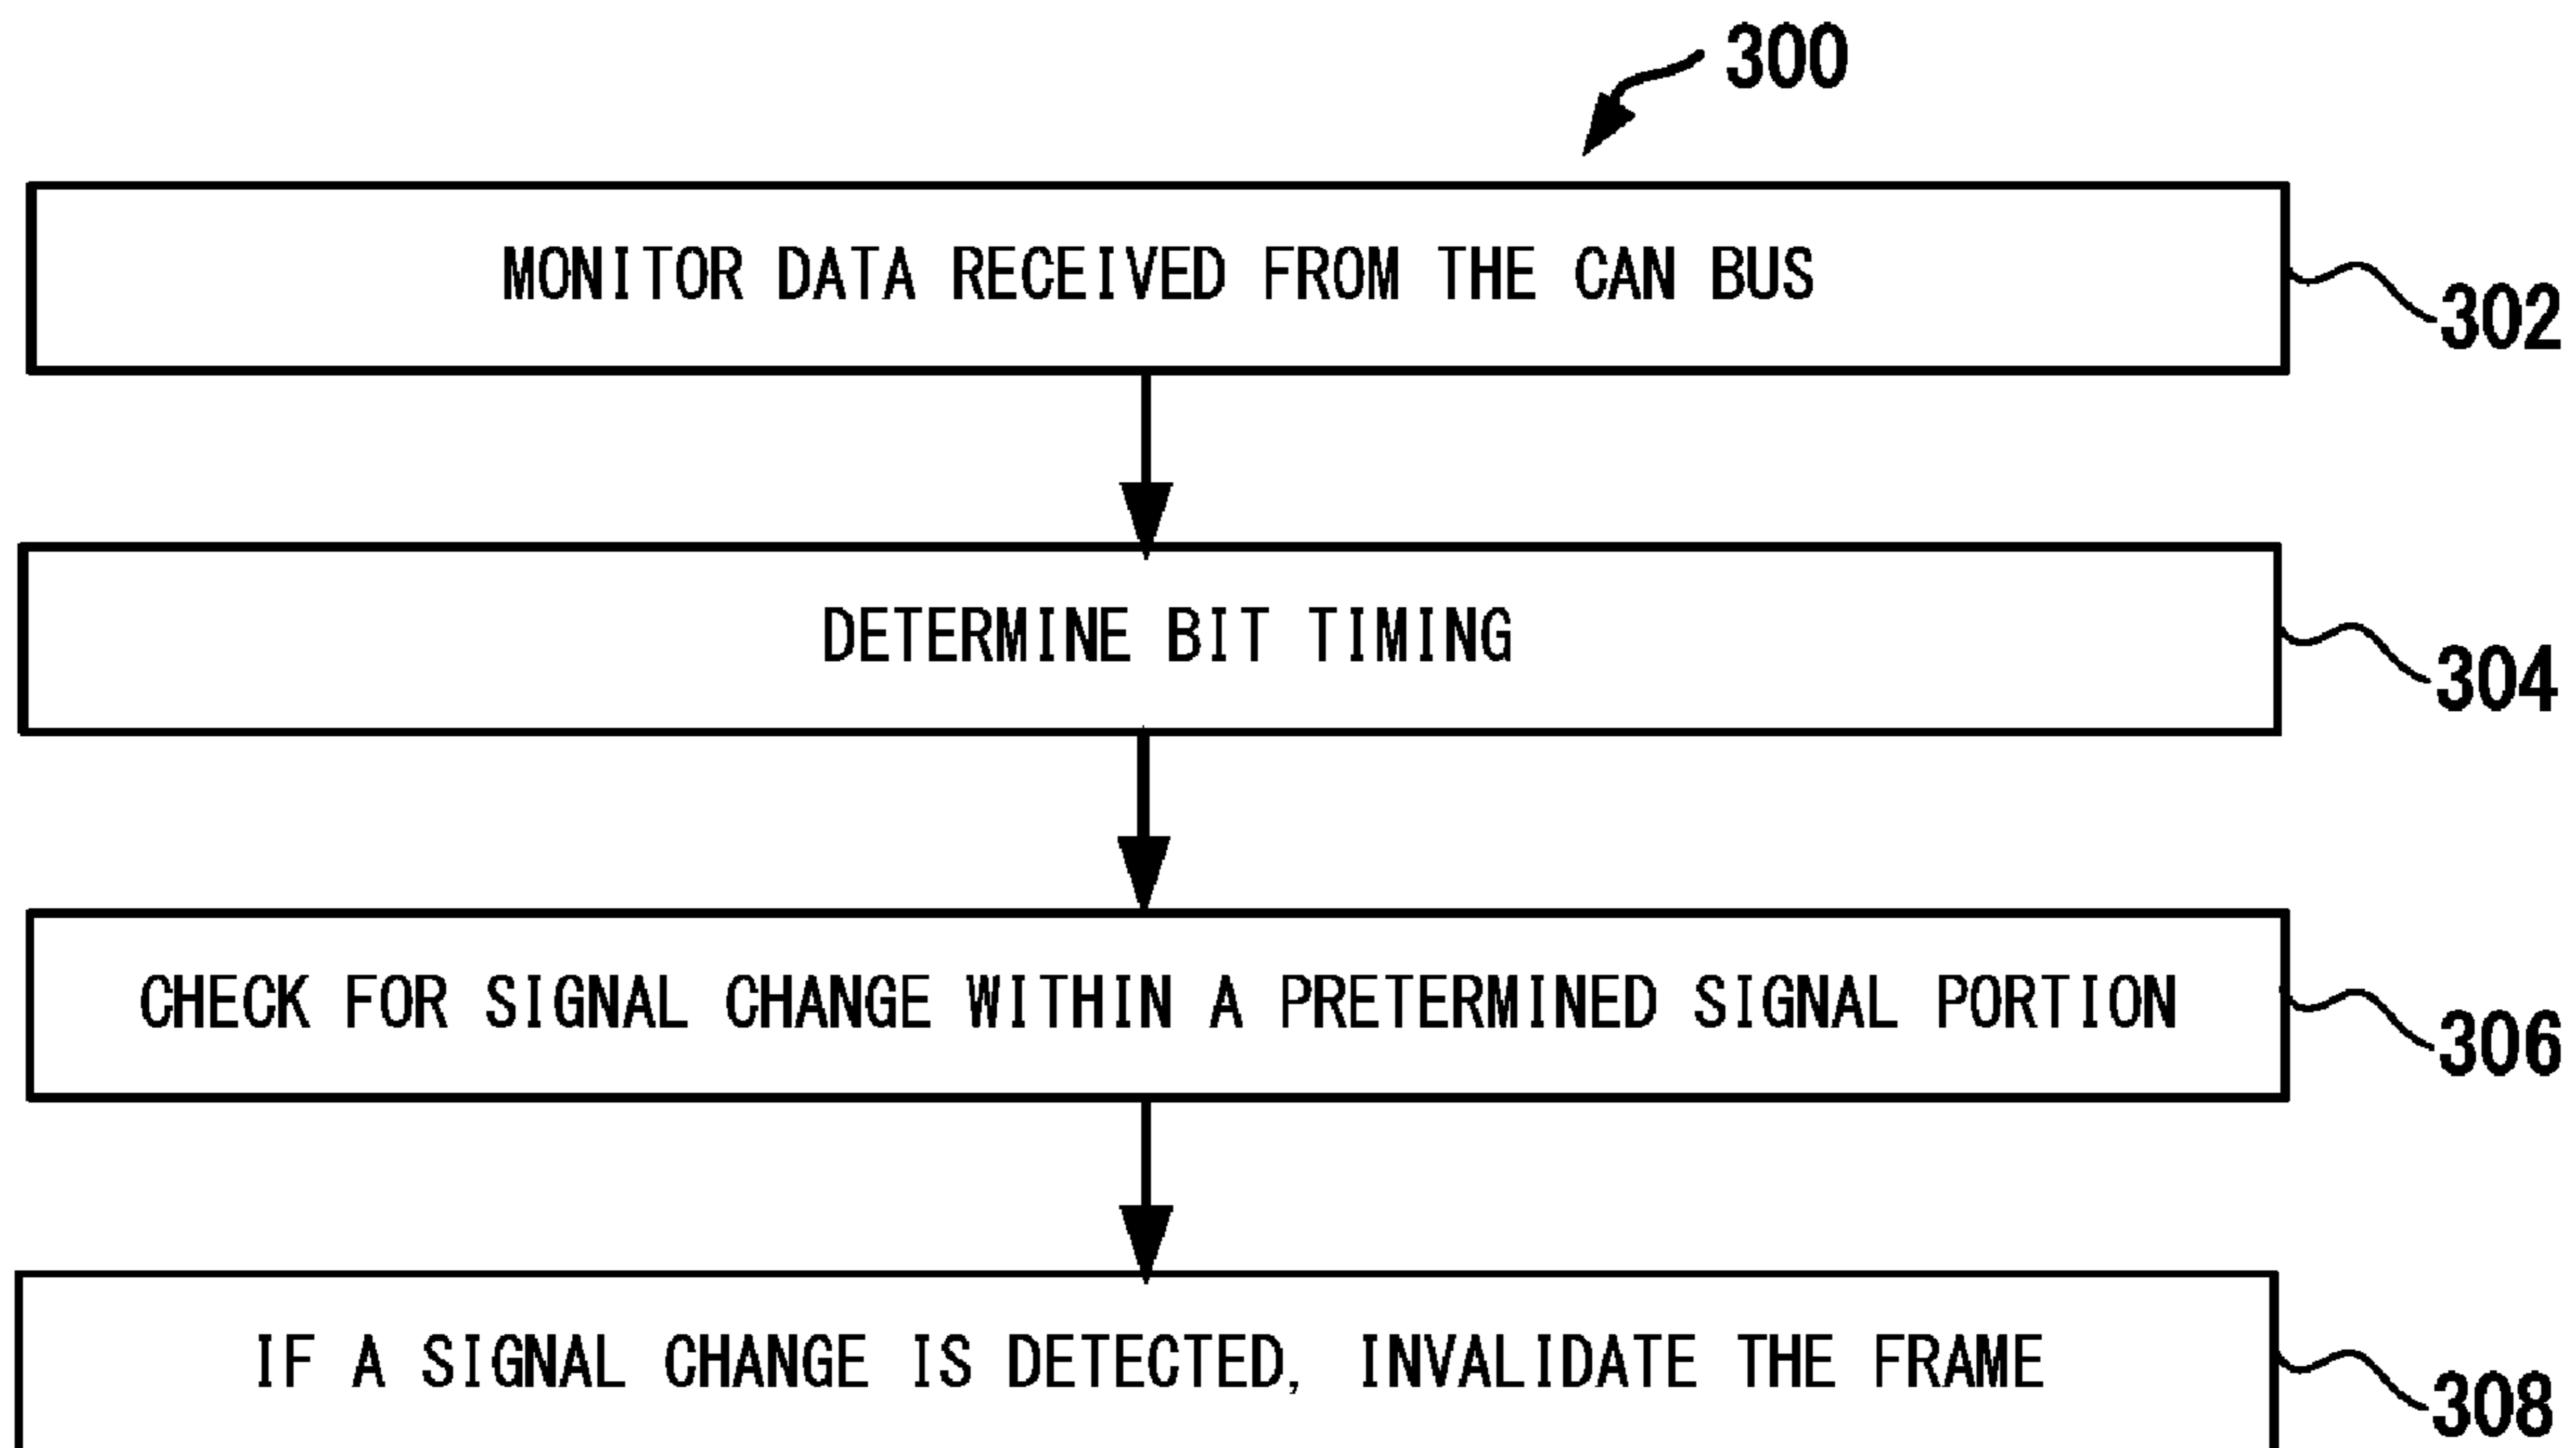 300
MONITOR DATA RECEIVED FROM THE CAN BUS
302
DETERMINE BIT TIMING
304
CHECK FOR SIGNAL CHANGE WITHIN A PRETERMINED SIGNAL PORTION
306
IF A SIGNAL CHANGE IS DETECTED, INVALIDATE THE FRAME
308